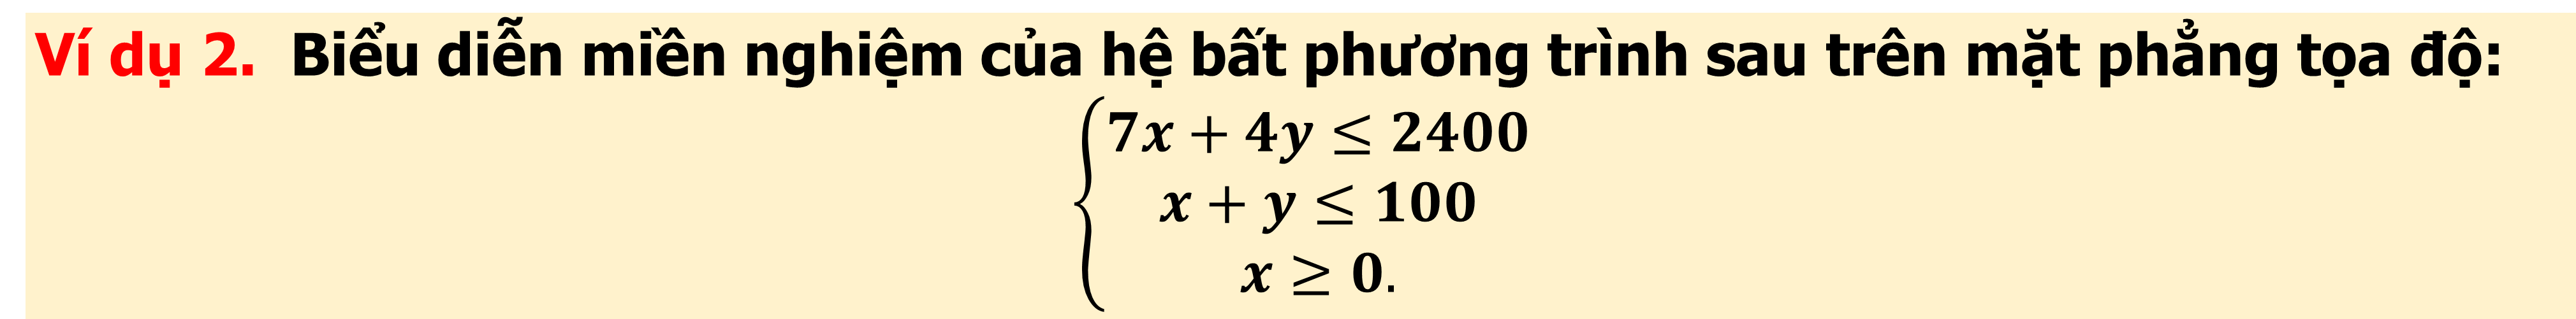 Ví dụ 2. Biểu diễn miền nghiệm của hệ bất phương trình sau trên mặt phẳng tọa độ:
7x + 4y ≤ 2400
x + y ≤ 100
x ≥ 0.